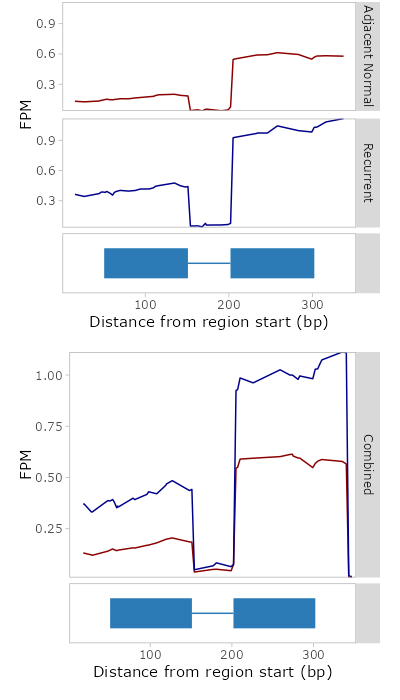 0.9
0.6
0.3
Adjacent Normal
FPM
0.9
0.6
0.3
Recurrent
100 200 300
Distance from region start (bp)
1.00
0.75
0.50
0.25
FPM
Combined
100 200 300
Distance from region start (bp)